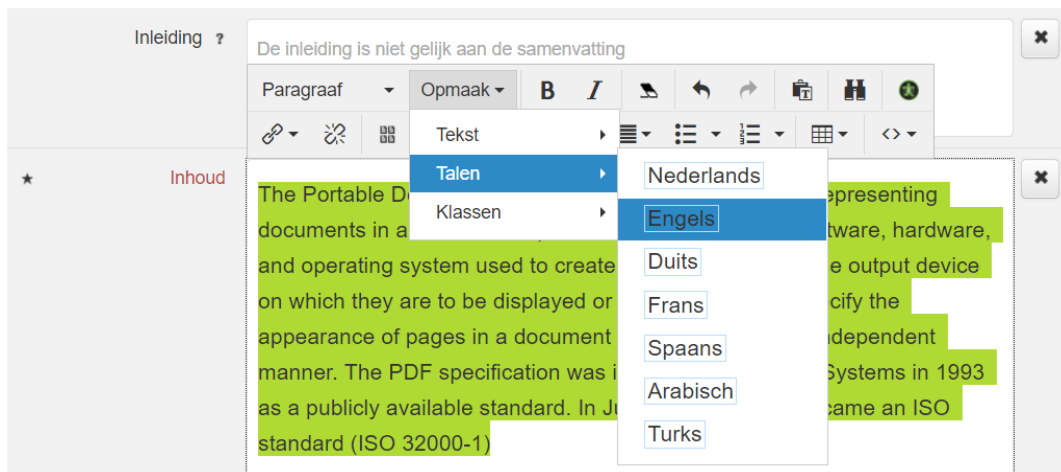 Inleiding ?
De inleiding is niet gelijk aan de samenvatting
Paragraaf Opmaak B I
Tekst
Talen
Klassen
Nederlands
Engels
Duits
Frans
Spaans
Arabisch
Turks
Inhoud
The Portable D epresenting
documents in a tware, hardware,
and operating system used to create e output device
on which they are to be displayed or cify the
appearance of pages in a document dependent
manner. The PDF specification was i Systems in 1993
as a publicly available standard. In Ju came an ISO
standard (ISO 32000-1)